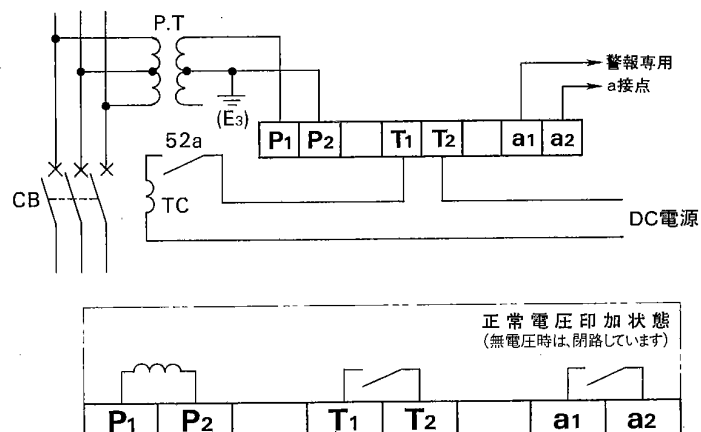 P.T
警報専用
a接点
(E₃)
P₁ P₂ T₁ T₂ a₁ a₂
52a
CB
TC
DC電源
正常電圧印加状態
(無電圧時は、閉路しています)
P₁ P₂ T₁ T₂ a₁ a₂